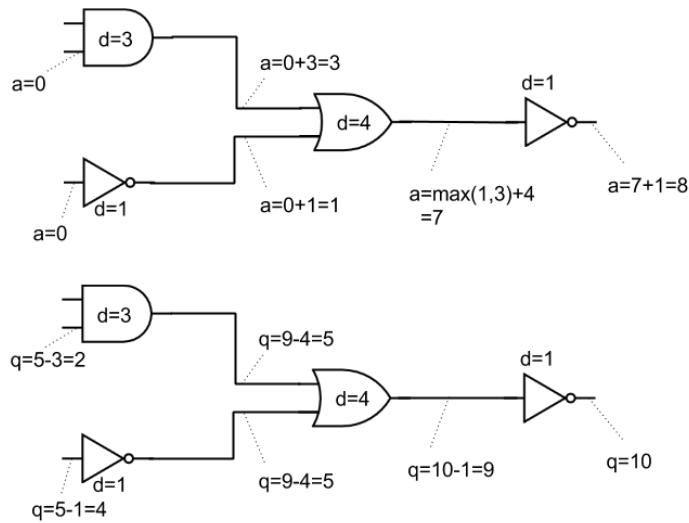 d=3
a=0
a=0+3=3
d=1
d=4
d=1
a=0
a=0+1=1
a=max(1,3)+4
=7
a=7+1=8
d=3
q=5-3=2
q=9-4=5
d=1
d=4
d=1
q=5-1=4
q=9-4=5
q=10-1=9
q=10